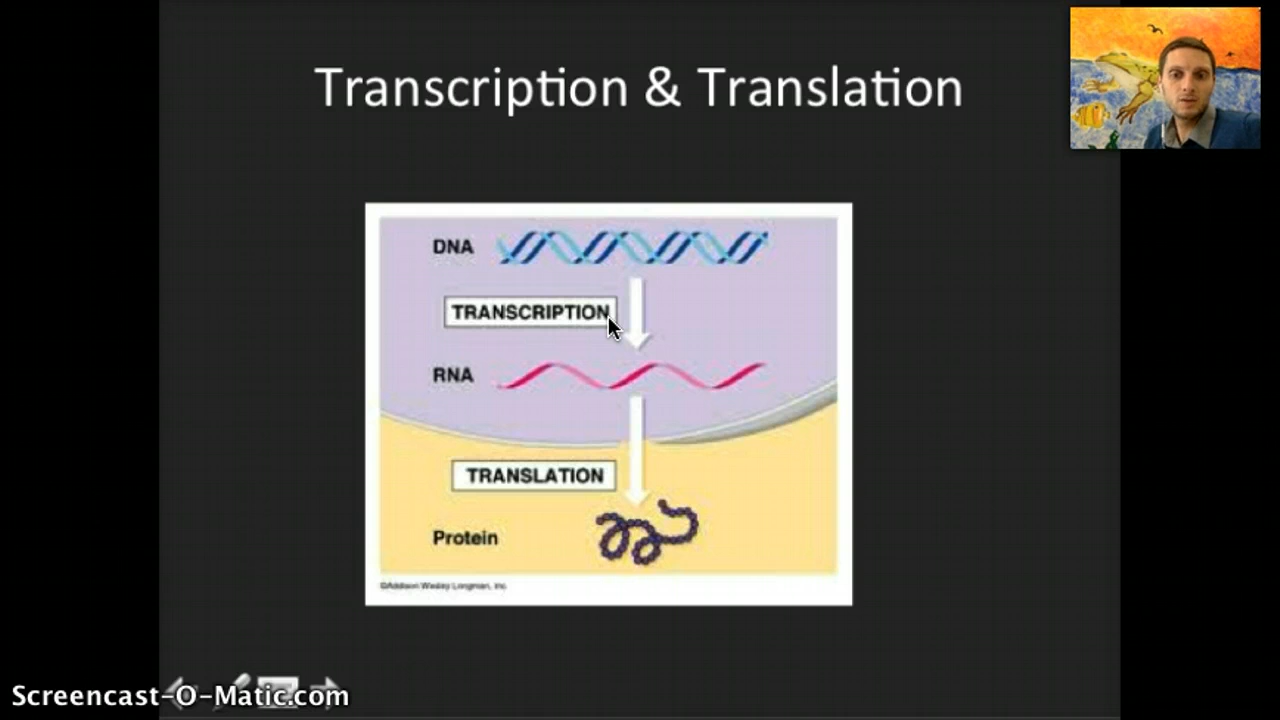 Transcription & Translation
DNA
TRANSCRIPTION
RNA
TRANSLATION
Protein
©Addison Wesley Longman, Inc.
Screencast-O-Matic.com